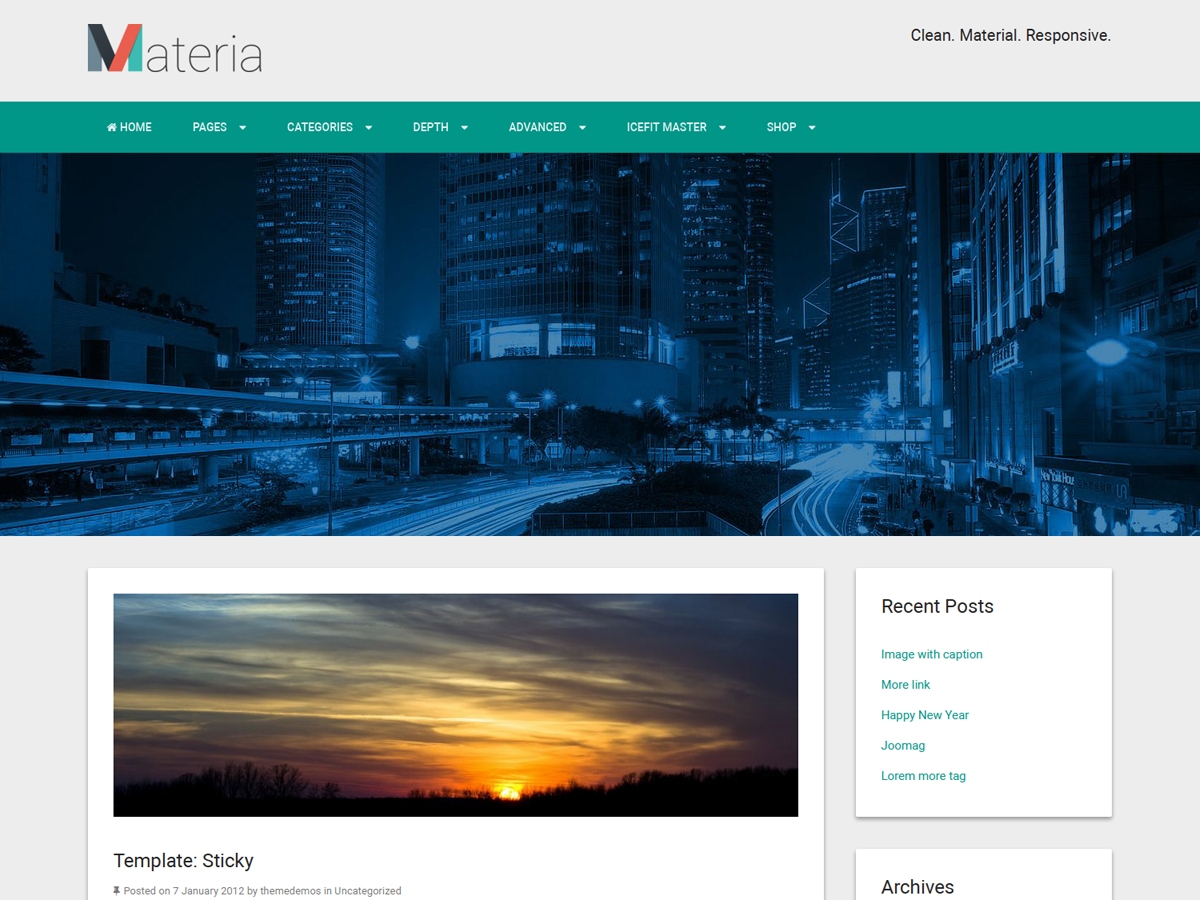 Materia
Clean. Material. Responsive.
HOME PAGES CATEGORIES DEPTH ADVANCED ICEFIT MASTER SHOP
Template: Sticky
Posted on 7 January 2012 by themedemos in Uncategorized
Recent Posts
Image with caption
More link
Happy New Year
Joomag
Lorem more tag
Archives